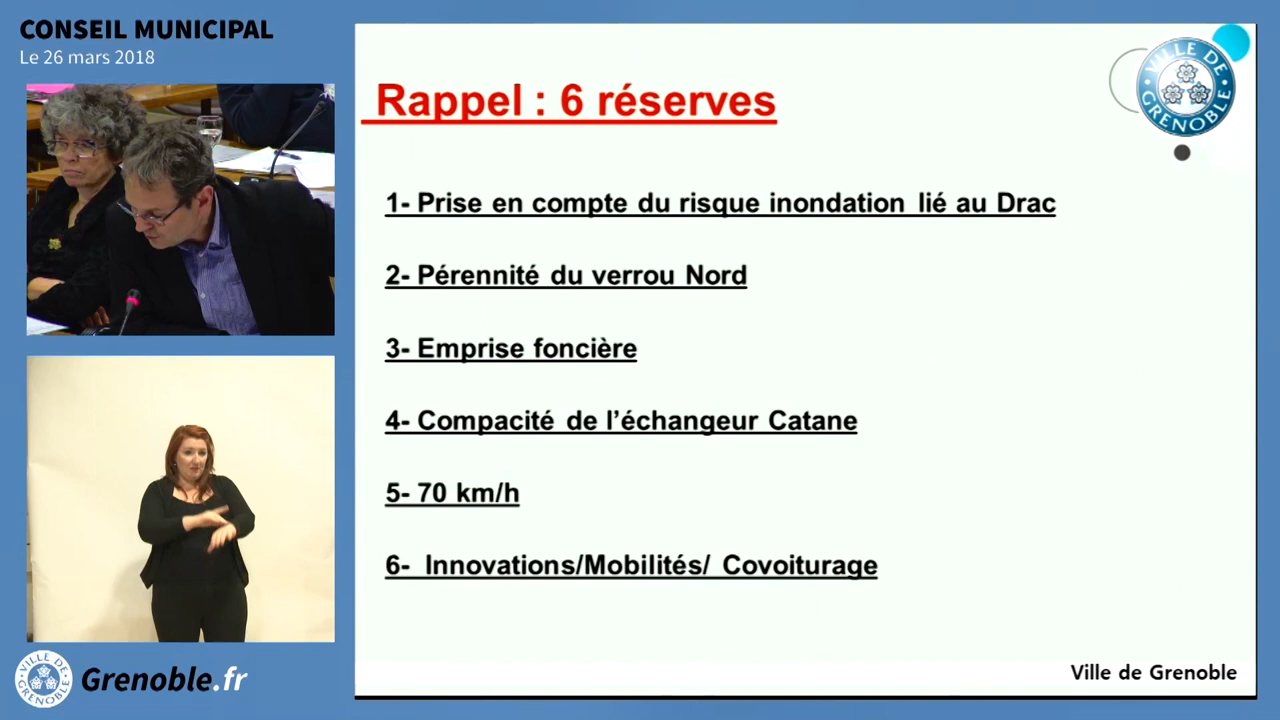 CONSEIL MUNICIPAL
Le 26 mars 2018
Rappel : 6 réserves
VILLE DE GRENOBLE
1- Prise en compte du risque inondation lié au Drac
2- Pérennité du verrou Nord
3- Emprise foncière
4- Compacité de l'échangeur Catane
5- 70 km/h
6- Innovations/Mobilités/ Covoiturage
VILLE DE GRENOBLE
Grenoble.fr
Ville de Grenoble